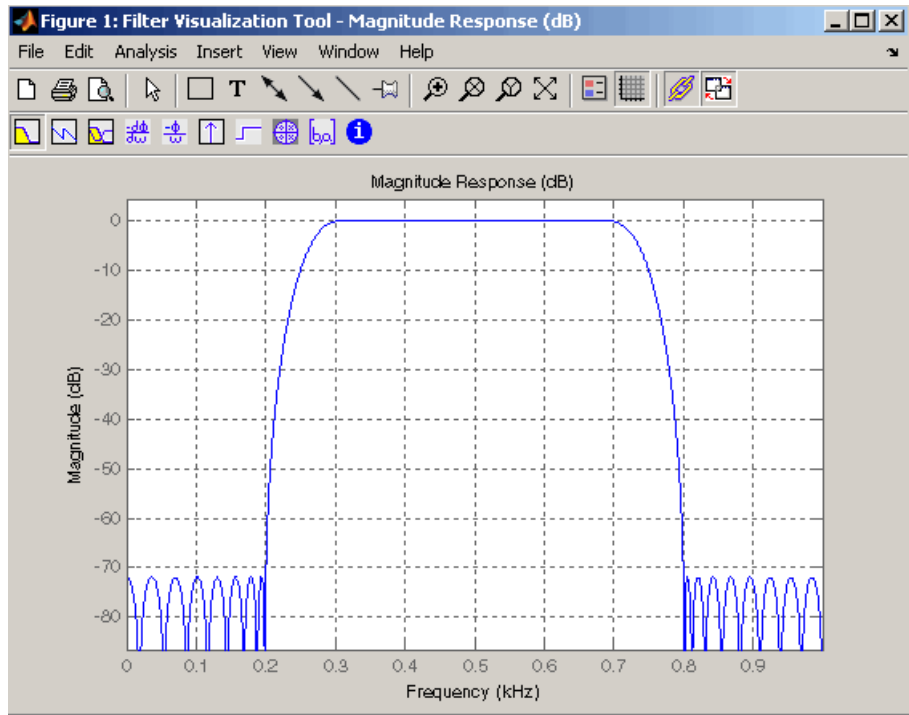 Figure 1: Filter Visualization Tool - Magnitude Response (dB)
File Edit Analysis Insert View Window Help
T
-dΦ
dω
-Φ
ω
[b,a]
i
Magnitude Response (dB)
0
-10
-20
-30
-40
-50
-60
-70
-80
Magnitude (dB)
0 0.1 0.2 0.3 0.4 0.5 0.6 0.7 0.8 0.9
Frequency (kHz)